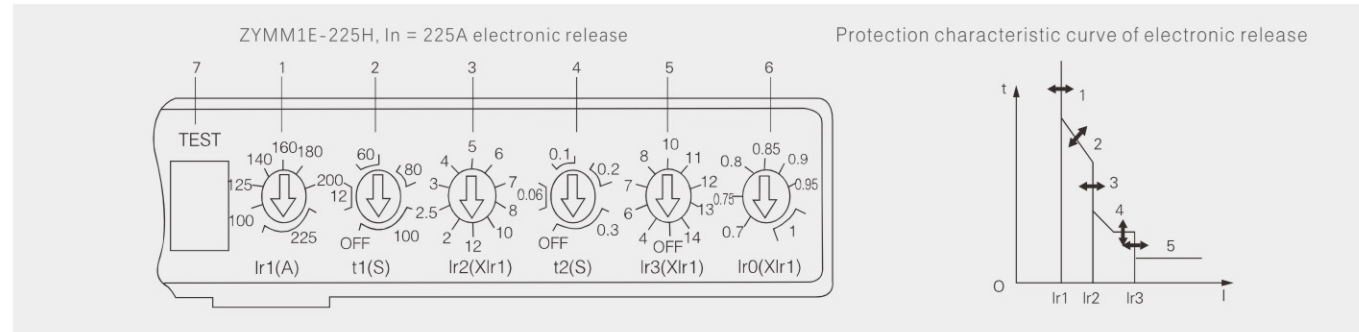 ZYMM1E-225H, In = 225A electronic release
Protection characteristic curve of electronic release
7 1 2 3 4 5 6
TEST
100 125 140 160 180 200 225
Ir1(A)
OFF 12 60 80 100
t1(S)
2 2.5 3 4 5 6 7 8 10 12
Ir2(XIr1)
OFF 0.06 0.1 0.2 0.3
t2(S)
4 6 7 8 10 11 12 13 14 OFF
Ir3(XIr1)
0.7 0.75 0.8 0.85 0.9 0.95 1
Ir0(XIr1)
t
1
2
3
4
5
O Ir1 Ir2 Ir3 I